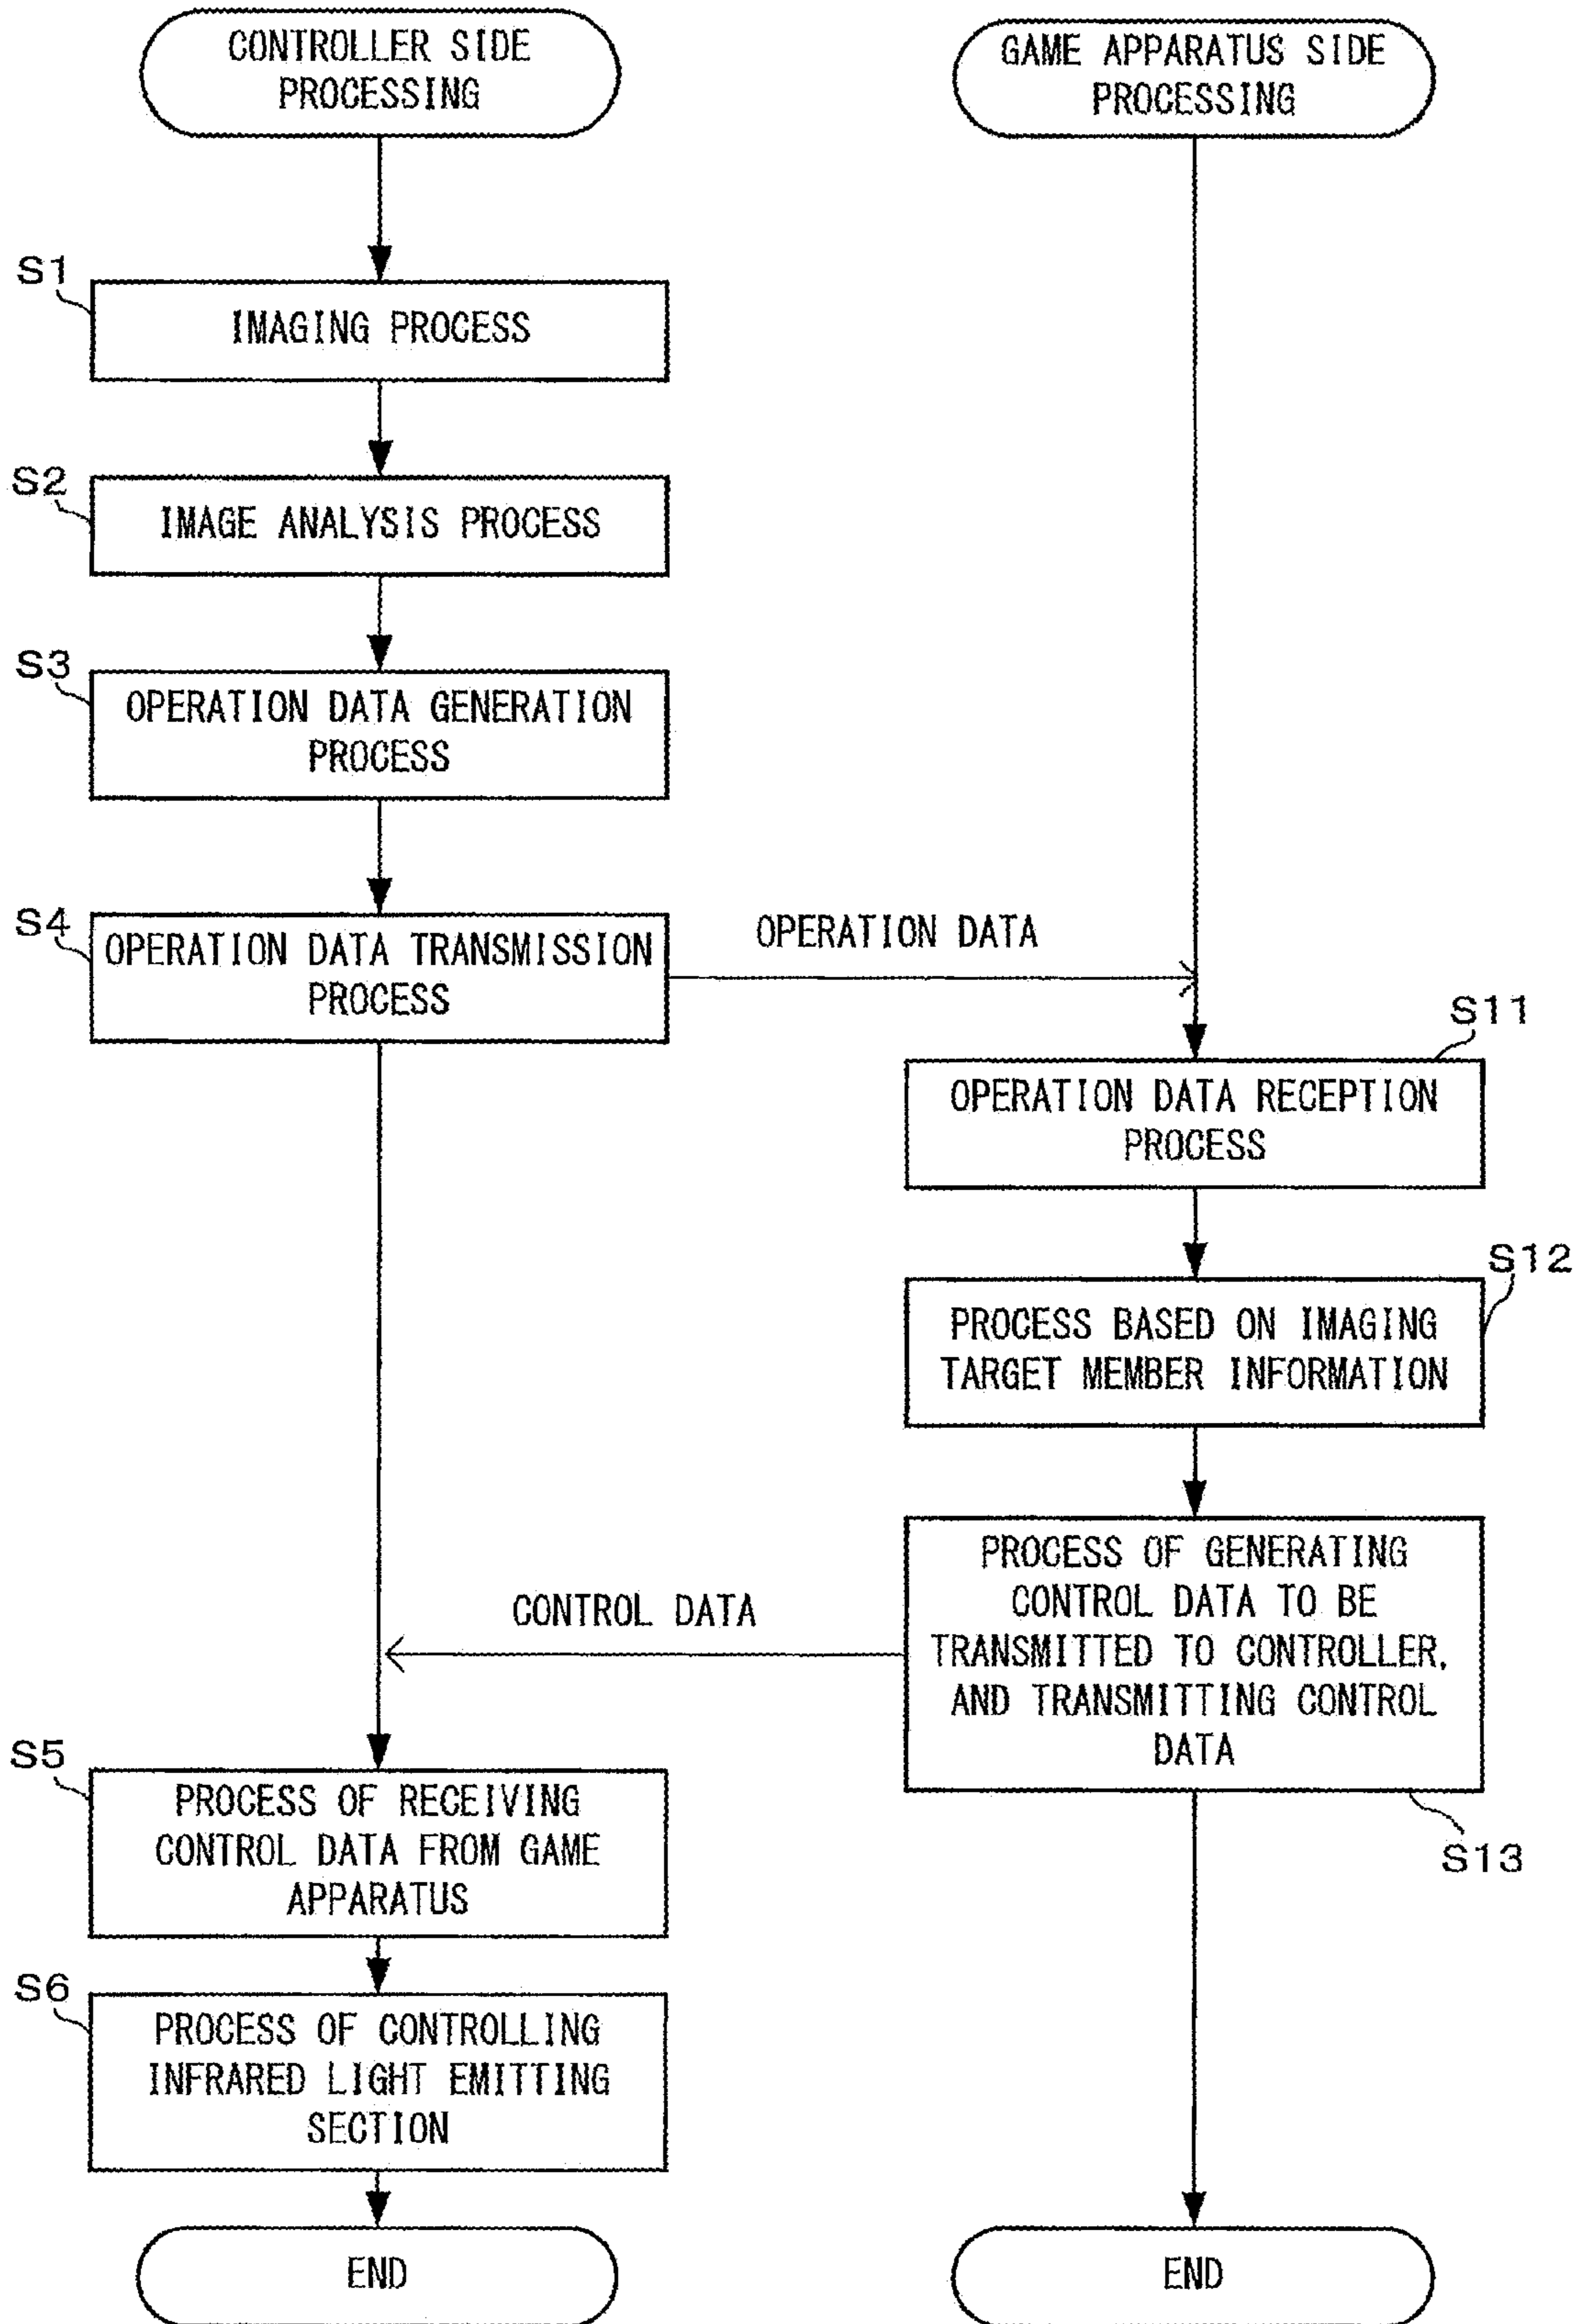 CONTROLLER SIDE
PROCESSING
GAME APPARATUS SIDE
PROCESSING
S1
IMAGING PROCESS
S2
IMAGE ANALYSIS PROCESS
S3
OPERATION DATA GENERATION
PROCESS
S4
OPERATION DATA TRANSMISSION
PROCESS
OPERATION DATA
S11
OPERATION DATA RECEPTION
PROCESS
S12
PROCESS BASED ON IMAGING
TARGET MEMBER INFORMATION
PROCESS OF GENERATING
CONTROL DATA TO BE
TRANSMITTED TO CONTROLLER,
AND TRANSMITTING CONTROL
DATA
S13
CONTROL DATA
S5
PROCESS OF RECEIVING
CONTROL DATA FROM GAME
APPARATUS
S6
PROCESS OF CONTROLLING
INFRARED LIGHT EMITTING
SECTION
END
END